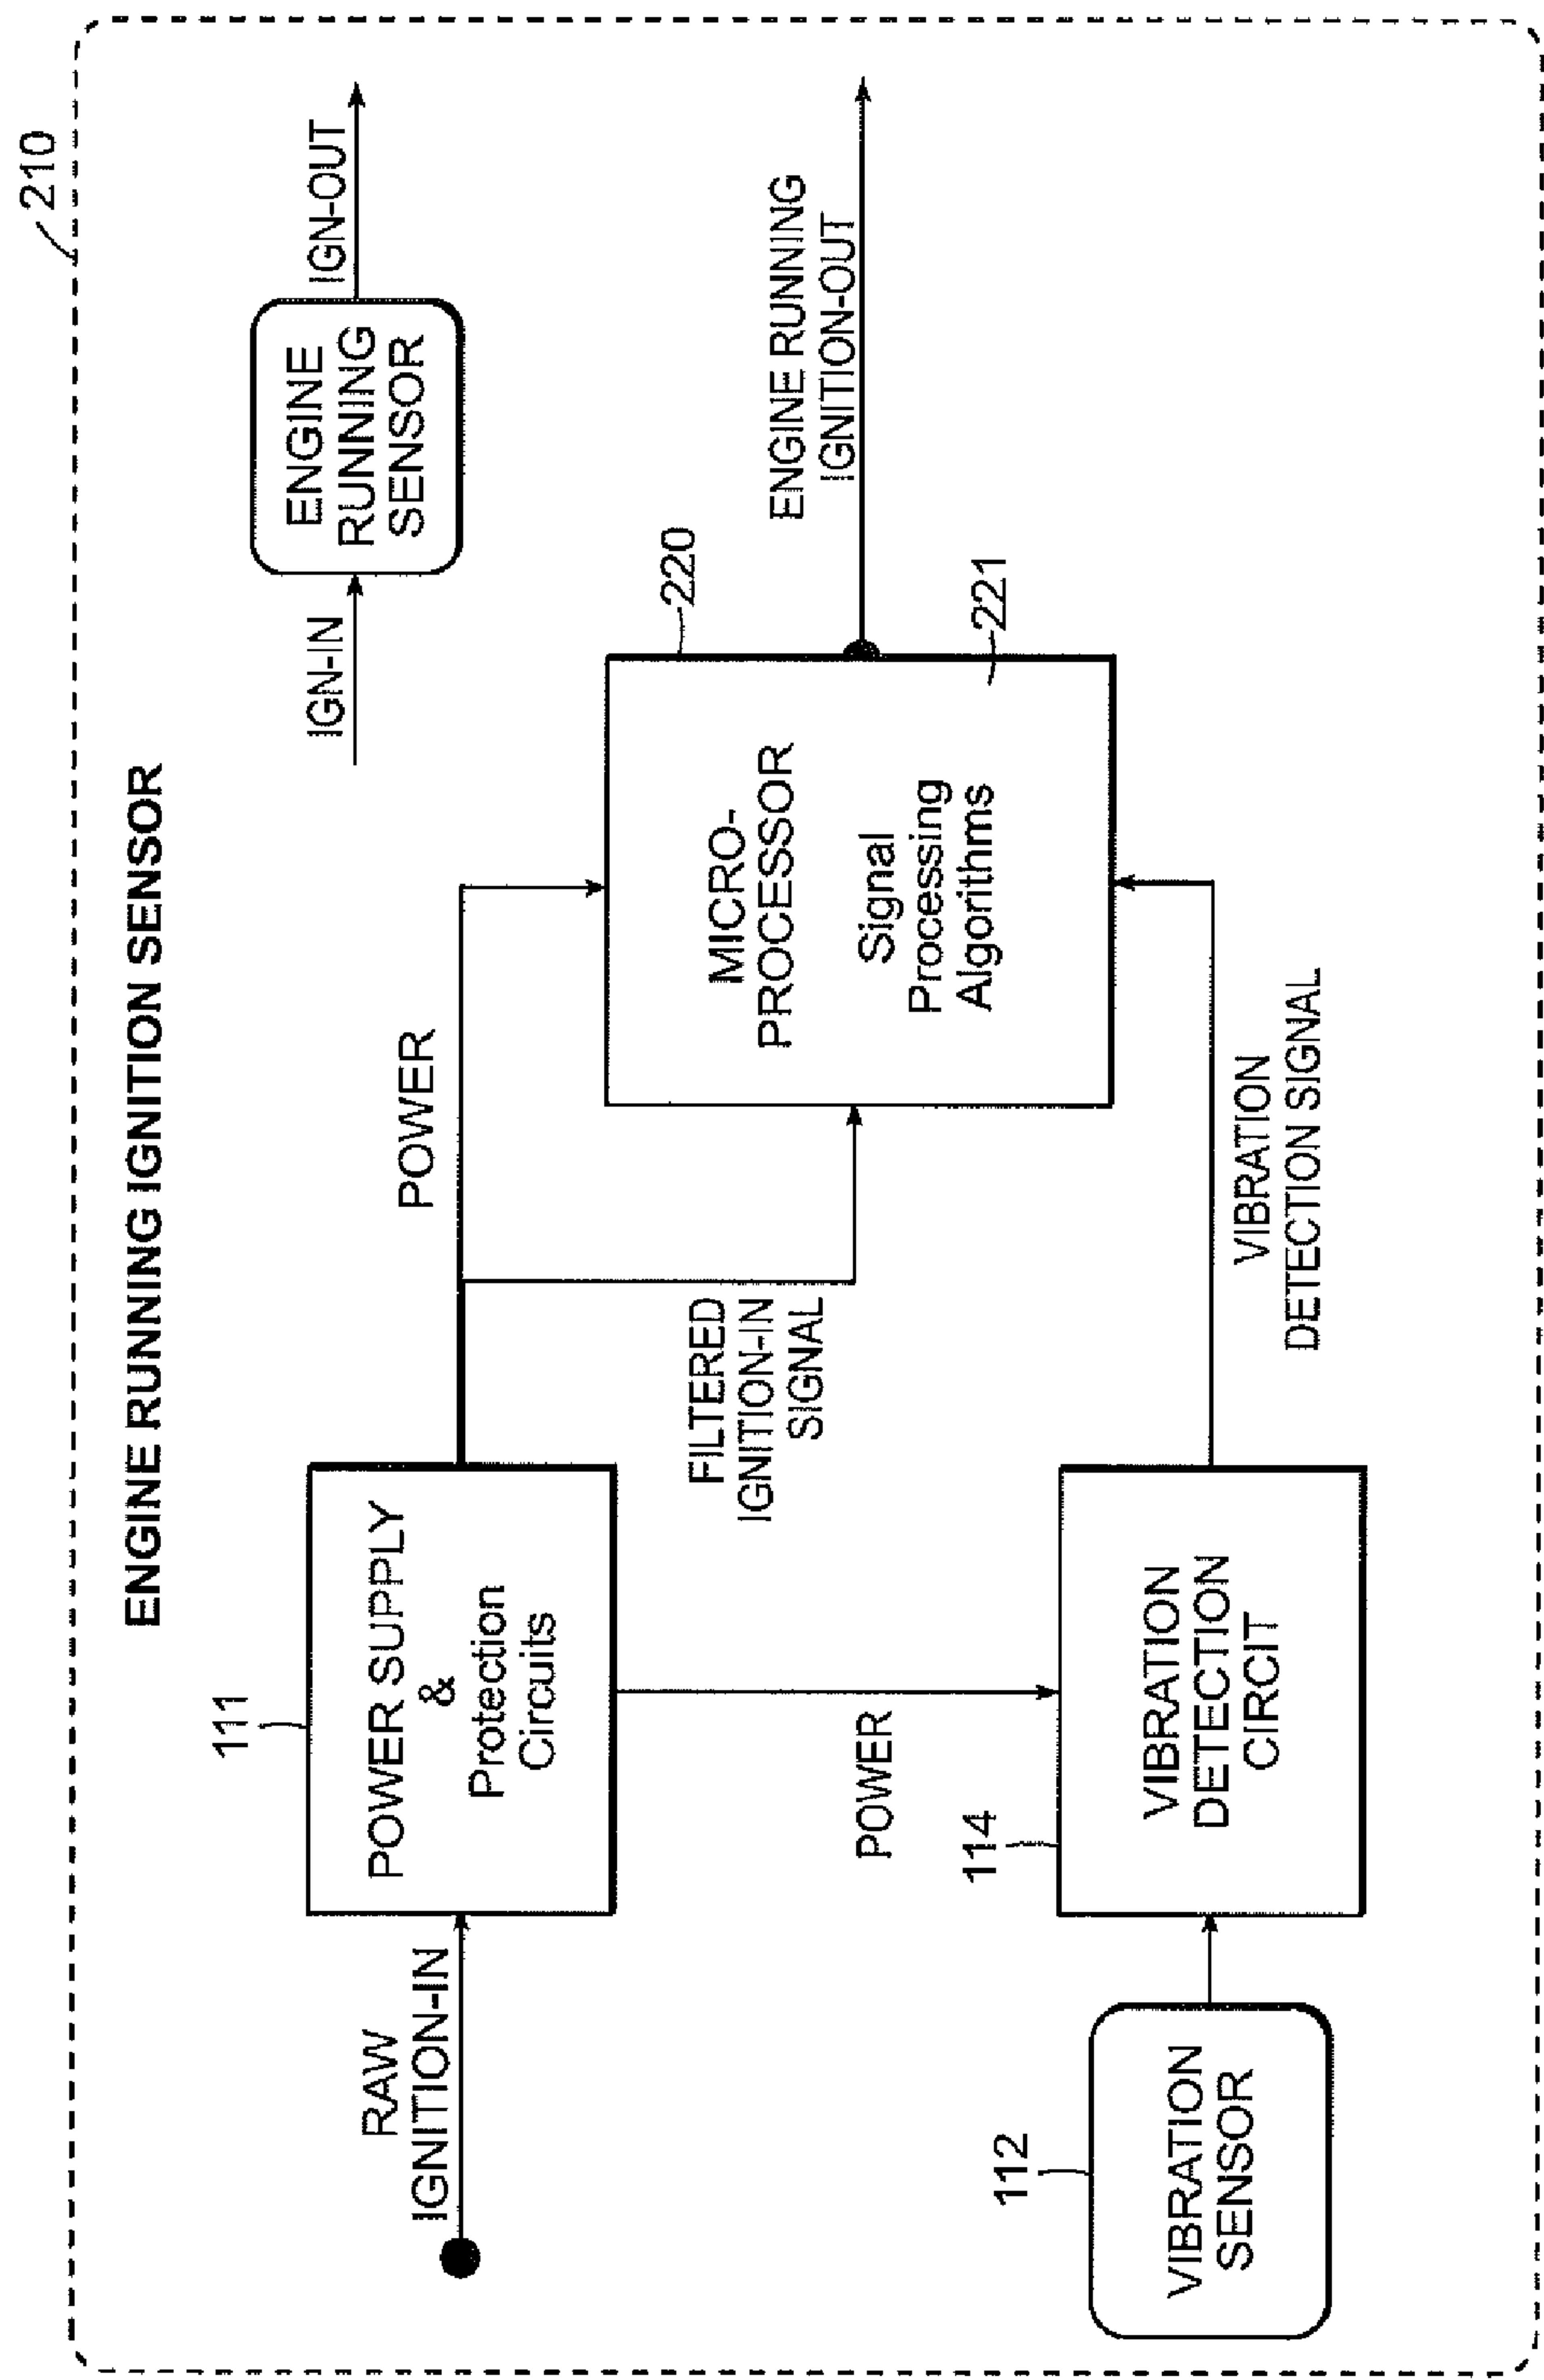 210
ENGINE RUNNING IGNITION SENSOR
IGN-IN
ENGINE
RUNNING
SENSOR
IGN-OUT
111
RAW
IGNITION-IN
POWER SUPPLY
&
Protection
Circuits
POWER
FILTERED
IGNITION-IN
SIGNAL
220
MICRO-
PROCESSOR
Signal
Processing
Algorithms
221
ENGINE RUNNING
IGNITION-OUT
POWER
112
VIBRATION
SENSOR
114
VIBRATION
DETECTION
CIRCIT
VIBRATION
DETECTION SIGNAL